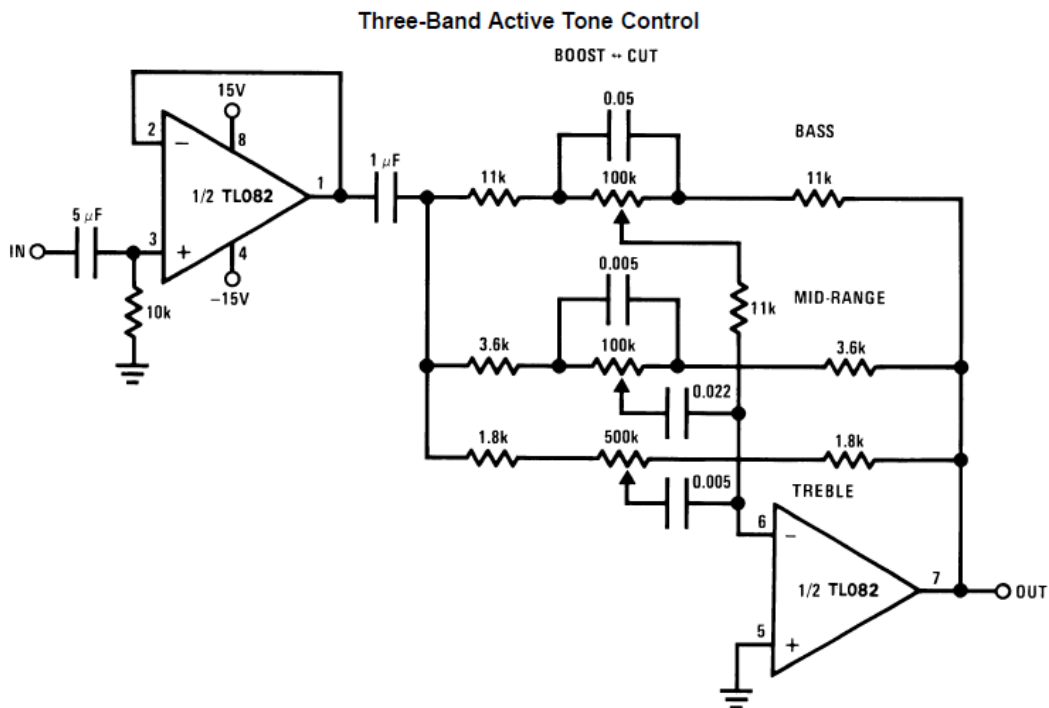 Three-Band Active Tone Control
BOOST ↔ CUT
15V
0.05
2
−
8
1 μF
BASS
1/2 TL082
1
11k
100k
11k
5 μF
IN
3
+
4
−15V
10k
0.005
11k
MID-RANGE
3.6k
100k
3.6k
0.022
1.8k
500k
1.8k
0.005
TREBLE
6
−
1/2 TL082
7
OUT
5
+